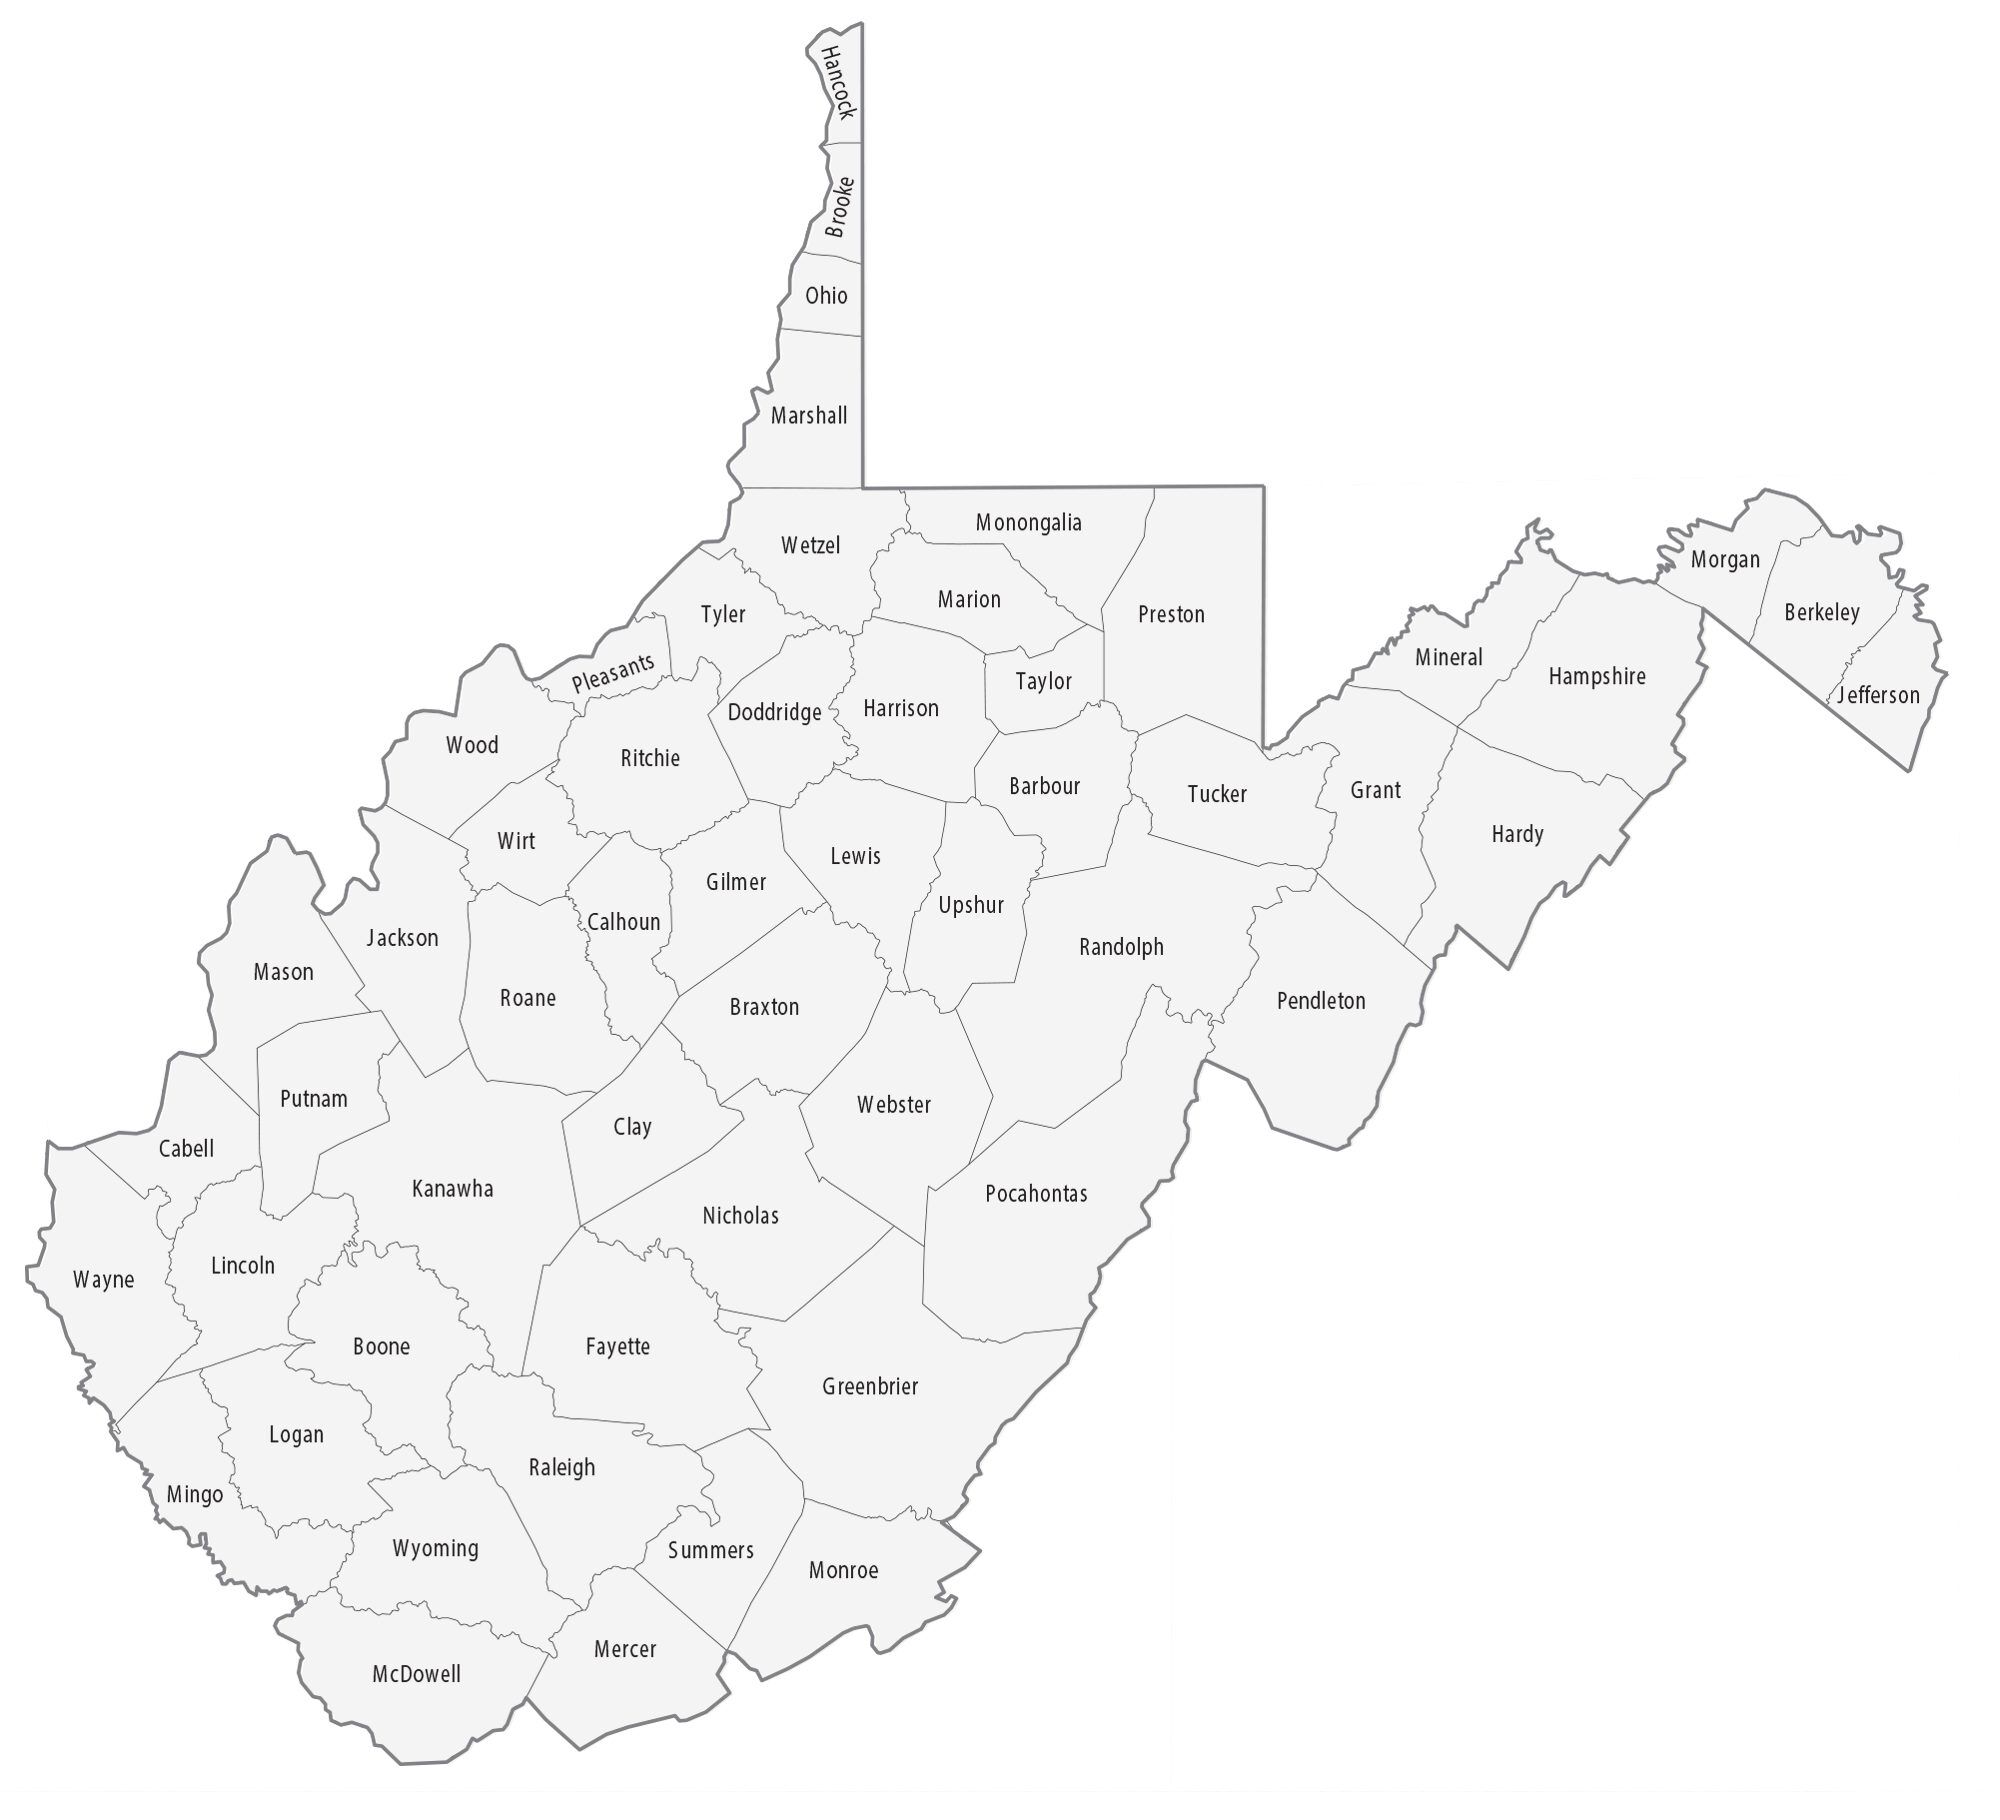 Hancock
Brooke
Ohio
Marshall
Wetzel
Monongalia
Morgan
Marion
Tyler
Preston
Berkeley
Mineral
Pleasants
Hampshire
Taylor
Jefferson
Doddridge
Harrison
Wood
Ritchie
Barbour
Grant
Tucker
Hardy
Wirt
Lewis
Gilmer
Upshur
Calhoun
Jackson
Randolph
Mason
Roane
Pendleton
Braxton
Putnam
Webster
Clay
Cabell
Kanawha
Pocahontas
Nicholas
Lincoln
Wayne
Boone
Fayette
Greenbrier
Logan
Raleigh
Mingo
Wyoming
Summers
Monroe
Mercer
McDowell